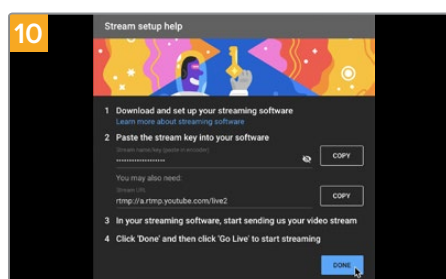 10
Stream setup help
1 Download and set up your streaming software
Learn more about streaming software
2 Paste the stream key into your software
Stream name/key (paste in encoder)
••••••••••••••••••••
COPY
You may also need:
Stream URL
rtmp://a.rtmp.youtube.com/live2
COPY
3 In your streaming software, start sending us your video stream
4 Click 'Done' and then click 'Go Live' to start streaming
DONE